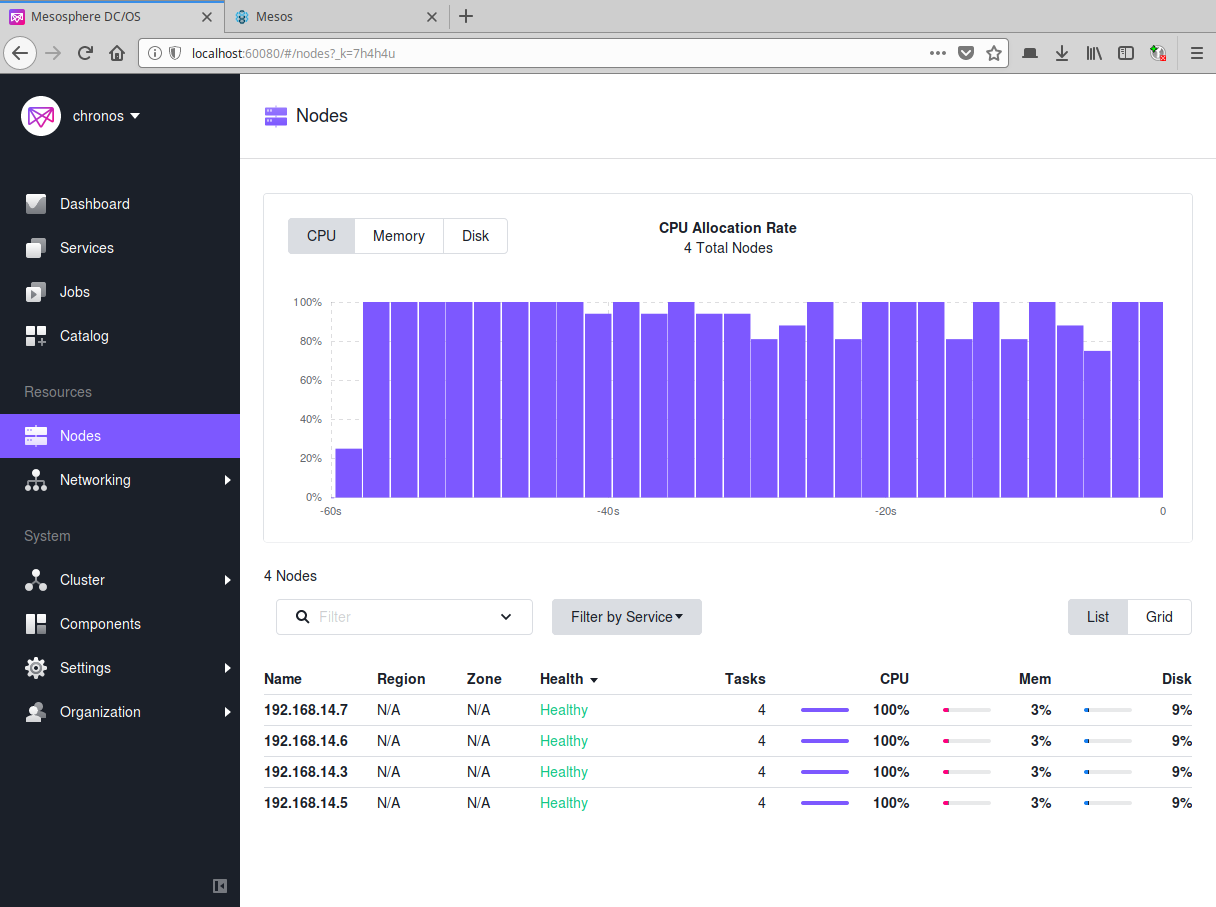 Mesosphere DC/OS
Mesos
localhost:60080/#/nodes?_k=7h4h4u
chronos
Dashboard
Services
Jobs
Catalog
Resources
Nodes
Networking
System
Cluster
Components
Settings
Organization
Nodes
CPU Memory Disk
CPU Allocation Rate
4 Total Nodes
100%
80%
60%
40%
20%
0%
-60s -40s -20s 0
4 Nodes
Filter Filter by Service List Grid
Name Region Zone Health Tasks CPU Mem Disk
192.168.14.7 N/A N/A Healthy 4 100% 3% 9%
192.168.14.6 N/A N/A Healthy 4 100% 3% 9%
192.168.14.3 N/A N/A Healthy 4 100% 3% 9%
192.168.14.5 N/A N/A Healthy 4 100% 3% 9%